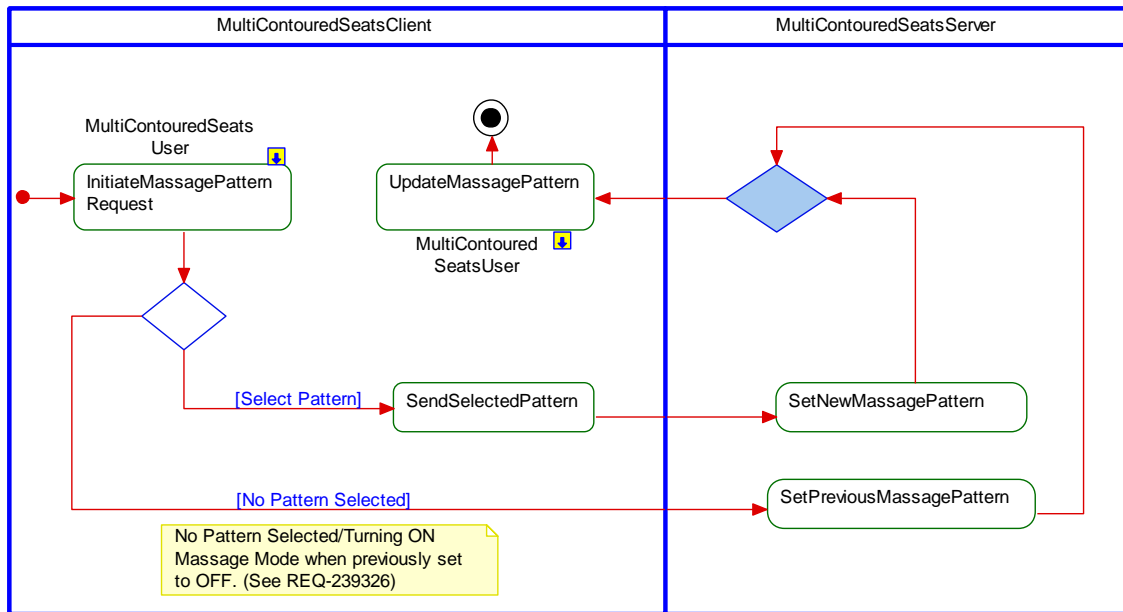 MultiContouredSeatsClient
MultiContouredSeatsServer
MultiContouredSeats
User
InitiateMassagePattern
Request
UpdateMassagePattern
MultiContoured
SeatsUser
[Select Pattern]
SendSelectedPattern
SetNewMassagePattern
[No Pattern Selected]
SetPreviousMassagePattern
No Pattern Selected/Turning ON
Massage Mode when previously set
to OFF. (See REQ-239326)